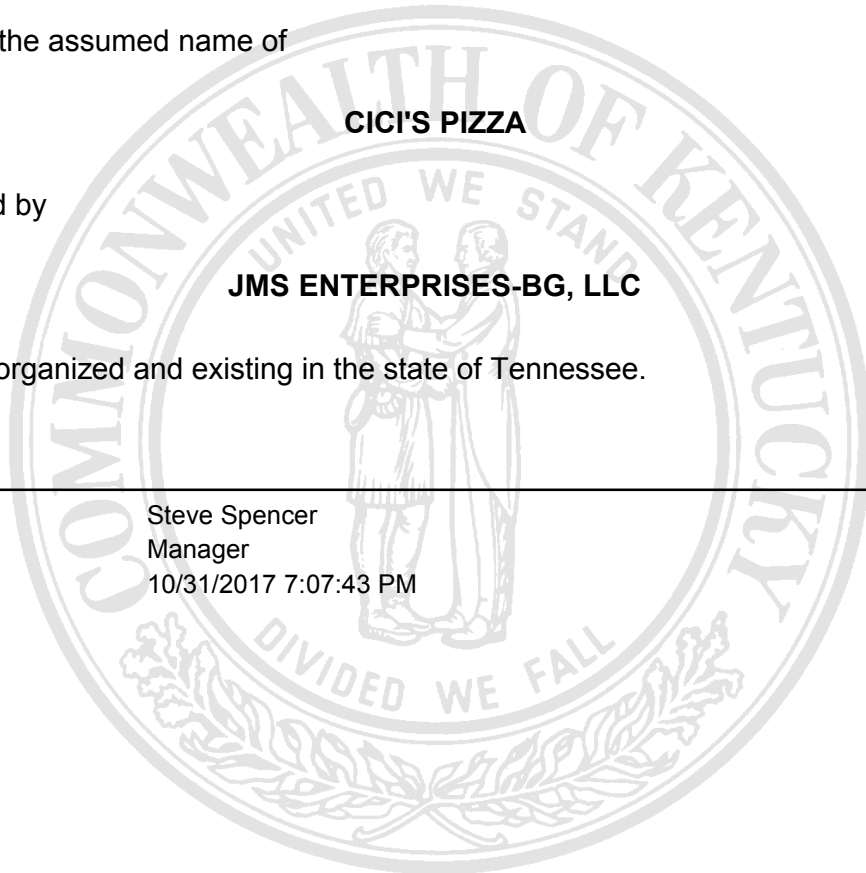 the assumed name of
CICI'S PIZZA
d by
JMS ENTERPRISES-BG, LLC
organized and existing in the state of Tennessee.
Steve Spencer
Manager
10/31/2017 7:07:43 PM
COMMONWEALTH OF KENTUCKY
UNITED WE STAND
DIVIDED WE FALL